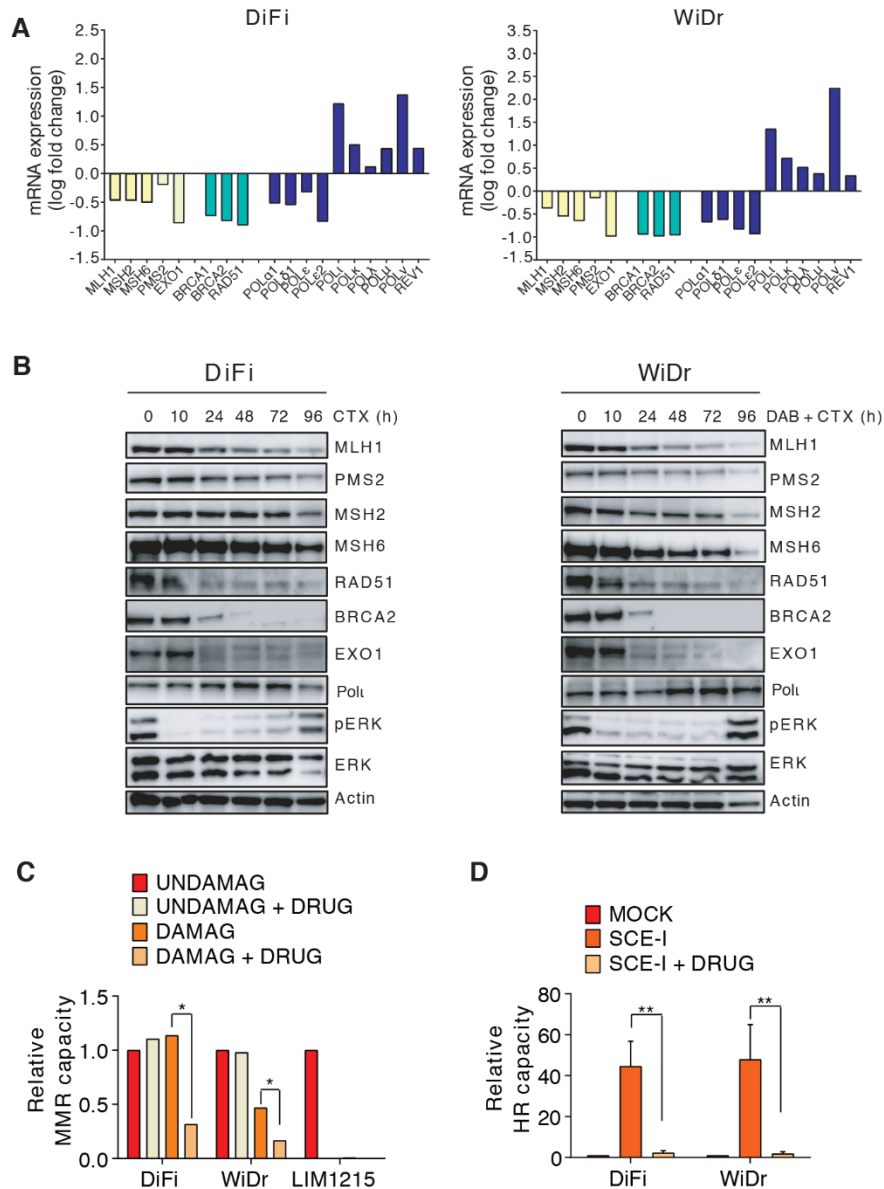 A
DiFi
WiDr
mRNA expression
(log fold change)
2.0
1.5
1.0
0.5
0.0
-0.5
-1.0
-1.5
MLH1
MSH2
MSH6
PMS2
EXO1
BRCA1
BRCA2
RAD51
POLα1
POLδ1
POLε
POLε2
POLι
POLκ
POLλ
POLμ
POLν
REV1
mRNA expression
(log fold change)
3.5
3.0
2.5
2.0
1.5
1.0
0.5
0.0
-0.5
-1.0
-1.5
MLH1
MSH2
MSH6
PMS2
EXO1
BRCA1
BRCA2
RAD51
POLα1
POLδ1
POLε
POLε2
POLι
POLκ
POLλ
POLμ
POLν
REV1
B
DiFi
0 10 24 48 72 96 CTX (h)
MLH1
PMS2
MSH2
MSH6
RAD51
BRCA2
EXO1
Polι
pERK
ERK
Actin
WiDr
0 10 24 48 72 96 DAB + CTX (h)
MLH1
PMS2
MSH2
MSH6
RAD51
BRCA2
EXO1
Polι
pERK
ERK
Actin
C
UNDAMAG
UNDAMAG + DRUG
DAMAG
DAMAG + DRUG
Relative
MMR capacity
1.5
1.0
0.5
0.0
*
*
DiFi WiDr LIM1215
D
MOCK
SCE-I
SCE-I + DRUG
Relative
HR capacity
80
60
40
20
0
**
**
DiFi WiDr